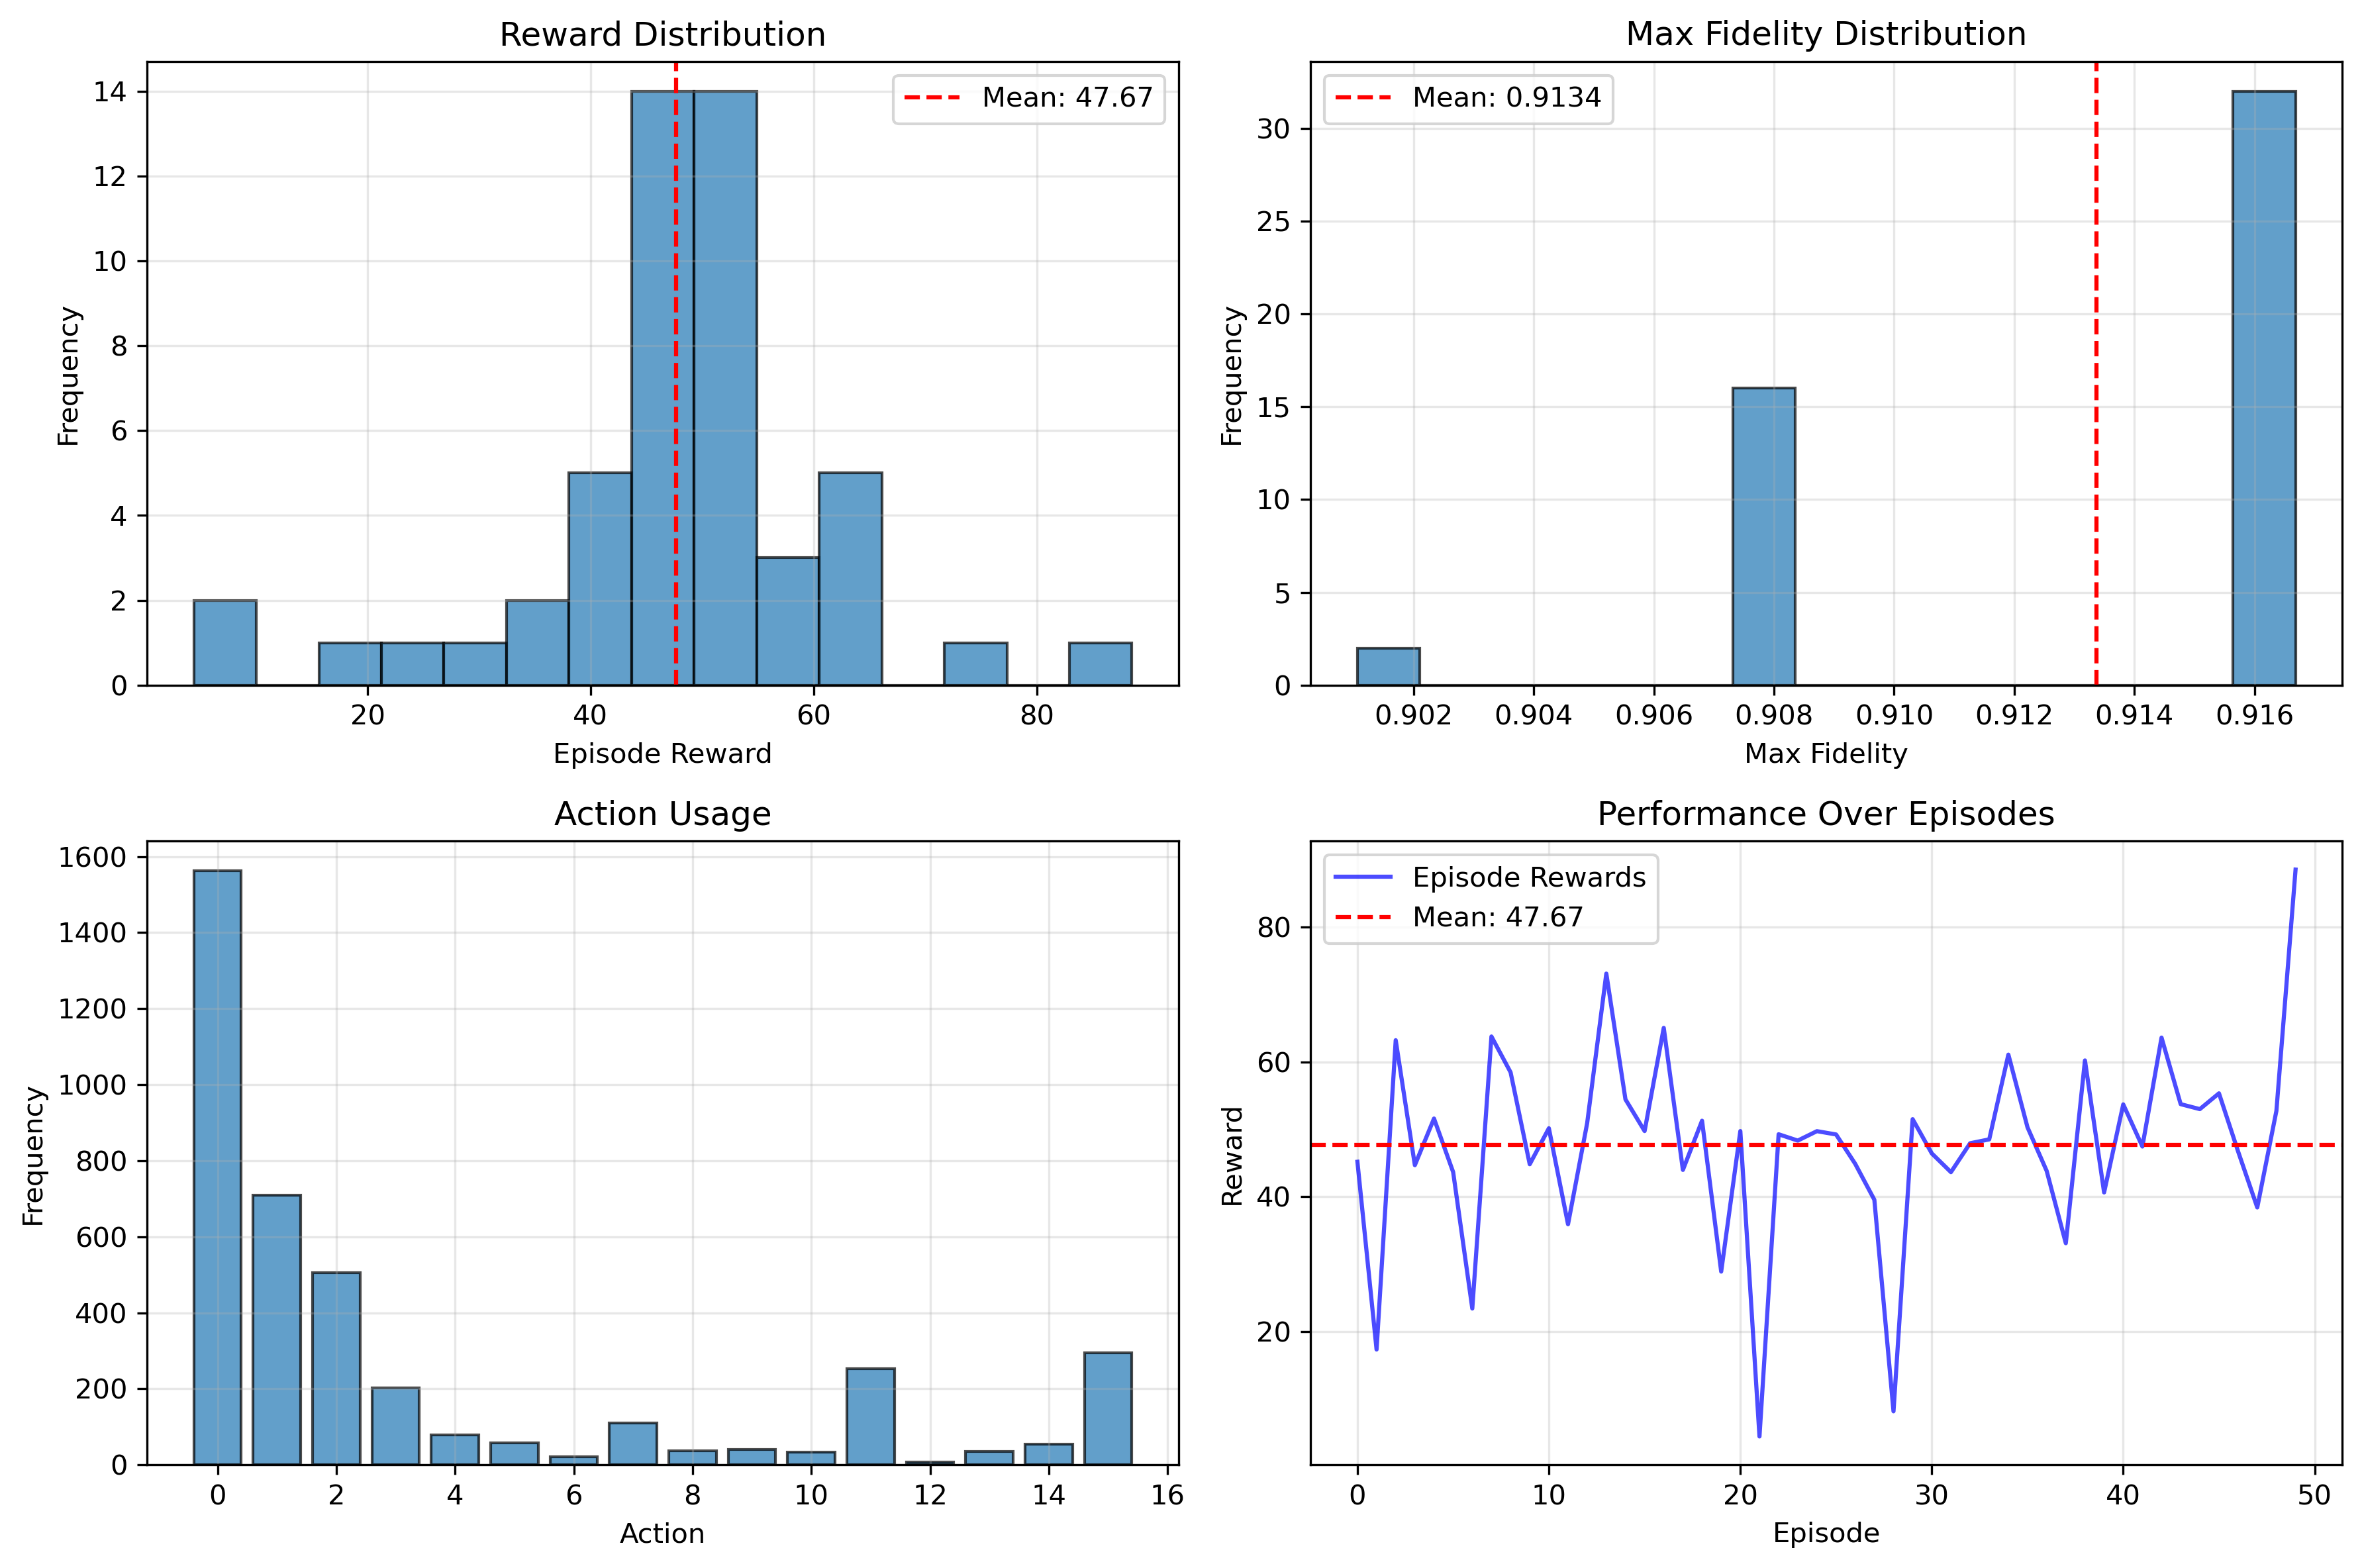 Reward Distribution
Mean: 47.67
14
12
10
8
6
4
2
0
Frequency
20 40 60 80
Episode Reward
Max Fidelity Distribution
Mean: 0.9134
30
25
20
15
10
5
0
Frequency
0.902 0.904 0.906 0.908 0.910 0.912 0.914 0.916
Max Fidelity
Action Usage
1600
1400
1200
1000
800
600
400
200
0
Frequency
0 2 4 6 8 10 12 14 16
Action
Performance Over Episodes
Episode Rewards
Mean: 47.67
80
60
40
20
Reward
0 10 20 30 40 50
Episode